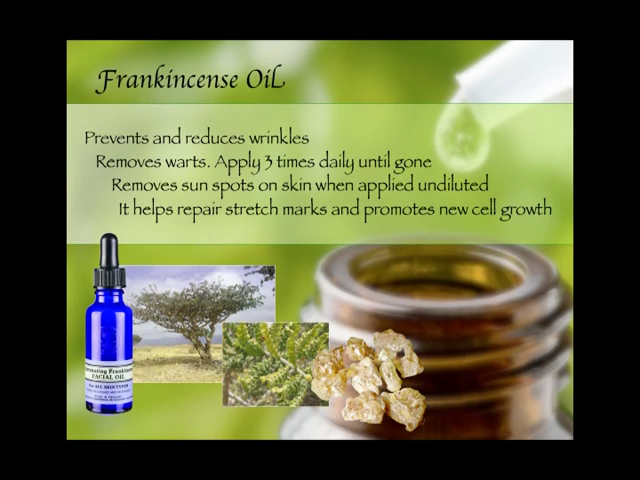 Frankincense Oil
Prevents and reduces wrinkles
Removes warts. Apply 3 times daily until gone
Removes sun spots on skin when applied undiluted
It helps repair stretch marks and promotes new cell growth
FACIAL OIL